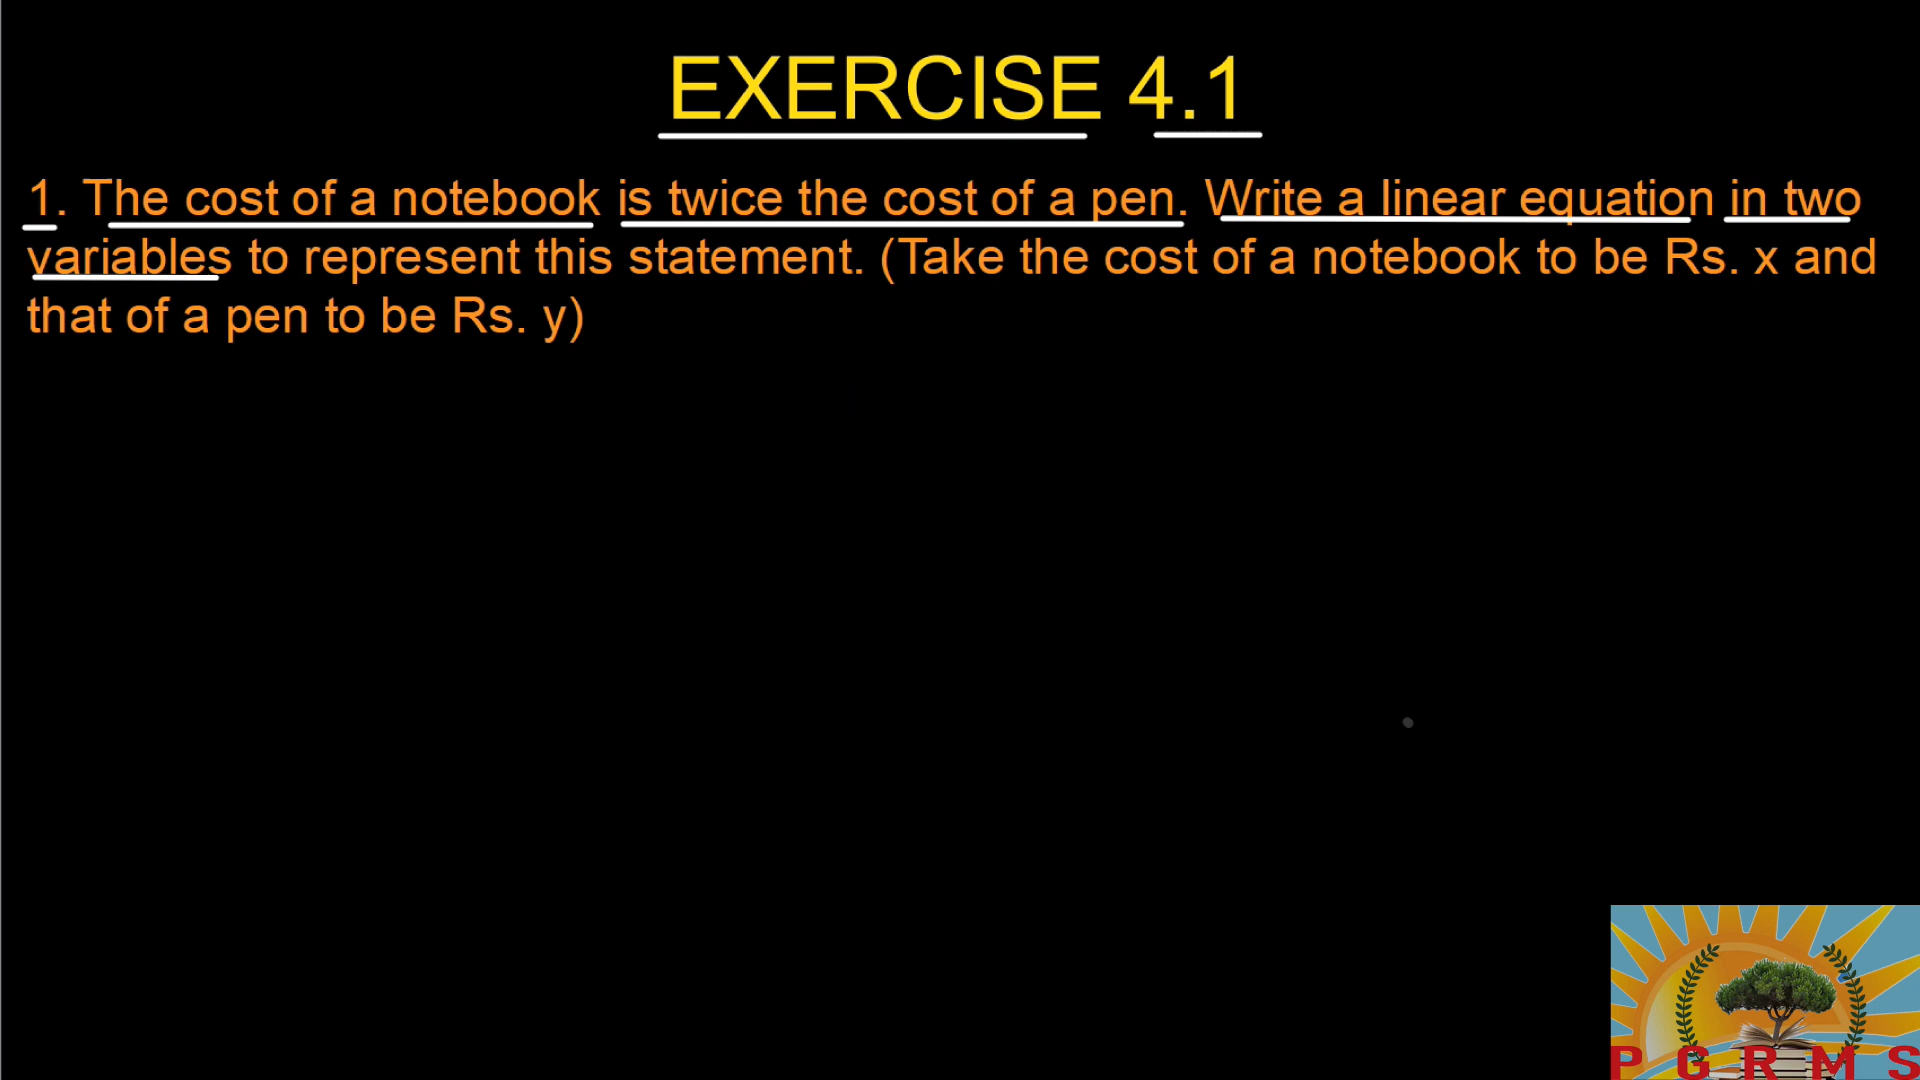 EXERCISE 4.1
1. The cost of a notebook is twice the cost of a pen. Write a linear equation in two
variables to represent this statement. (Take the cost of a notebook to be Rs. x and
that of a pen to be Rs. y)
P G R M S